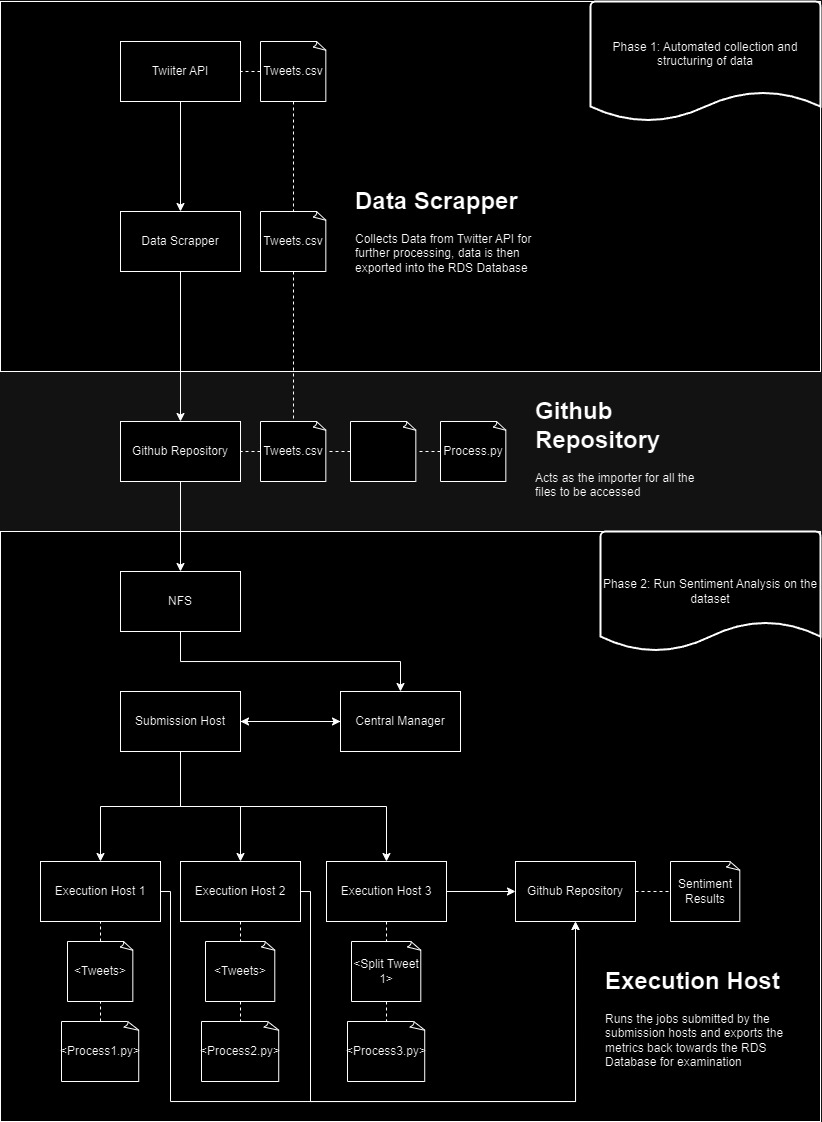 Phase 1: Automated collection and
structuring of data
Twiiter API
Tweets.csv
Data Scrapper
Collects Data from Twitter API for
further processing, data is then
exported into the RDS Database
Data Scrapper
Tweets.csv
Github
Repository
Acts as the importer for all the
files to be accessed
Github Repository
Tweets.csv
Process.py
Phase 2: Run Sentiment Analysis on the
dataset
NFS
Submission Host
Central Manager
Execution Host 1
Execution Host 2
Execution Host 3
Github Repository
Sentiment
Results
<Tweets>
<Tweets>
<Split Tweet
1>
<Process1.py>
<Process2.py>
<Process3.py>
Execution Host
Runs the jobs submitted by the
submission hosts and exports the
metrics back towards the RDS
Database for examination